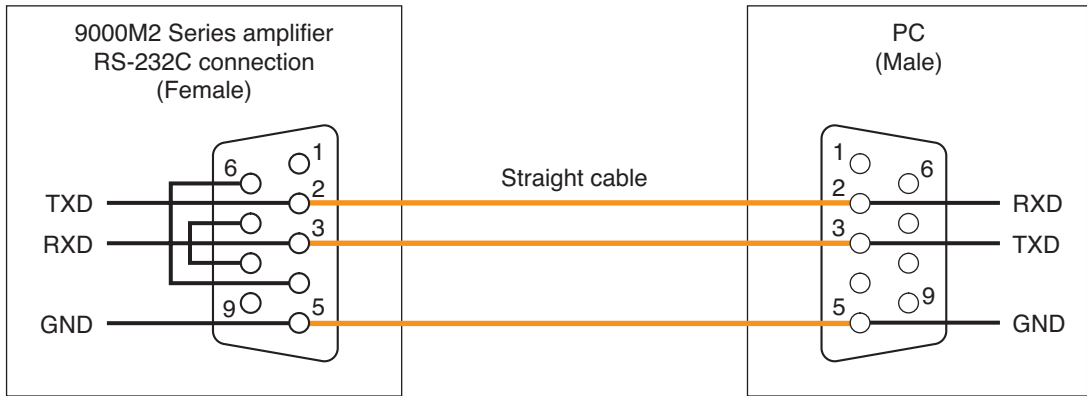 9000M2 Series amplifier
RS-232C connection
(Female)
PC
(Male)
Straight cable
TXD
RXD
GND
6
9
1
2
3
5
1
2
3
5
6
9
RXD
TXD
GND